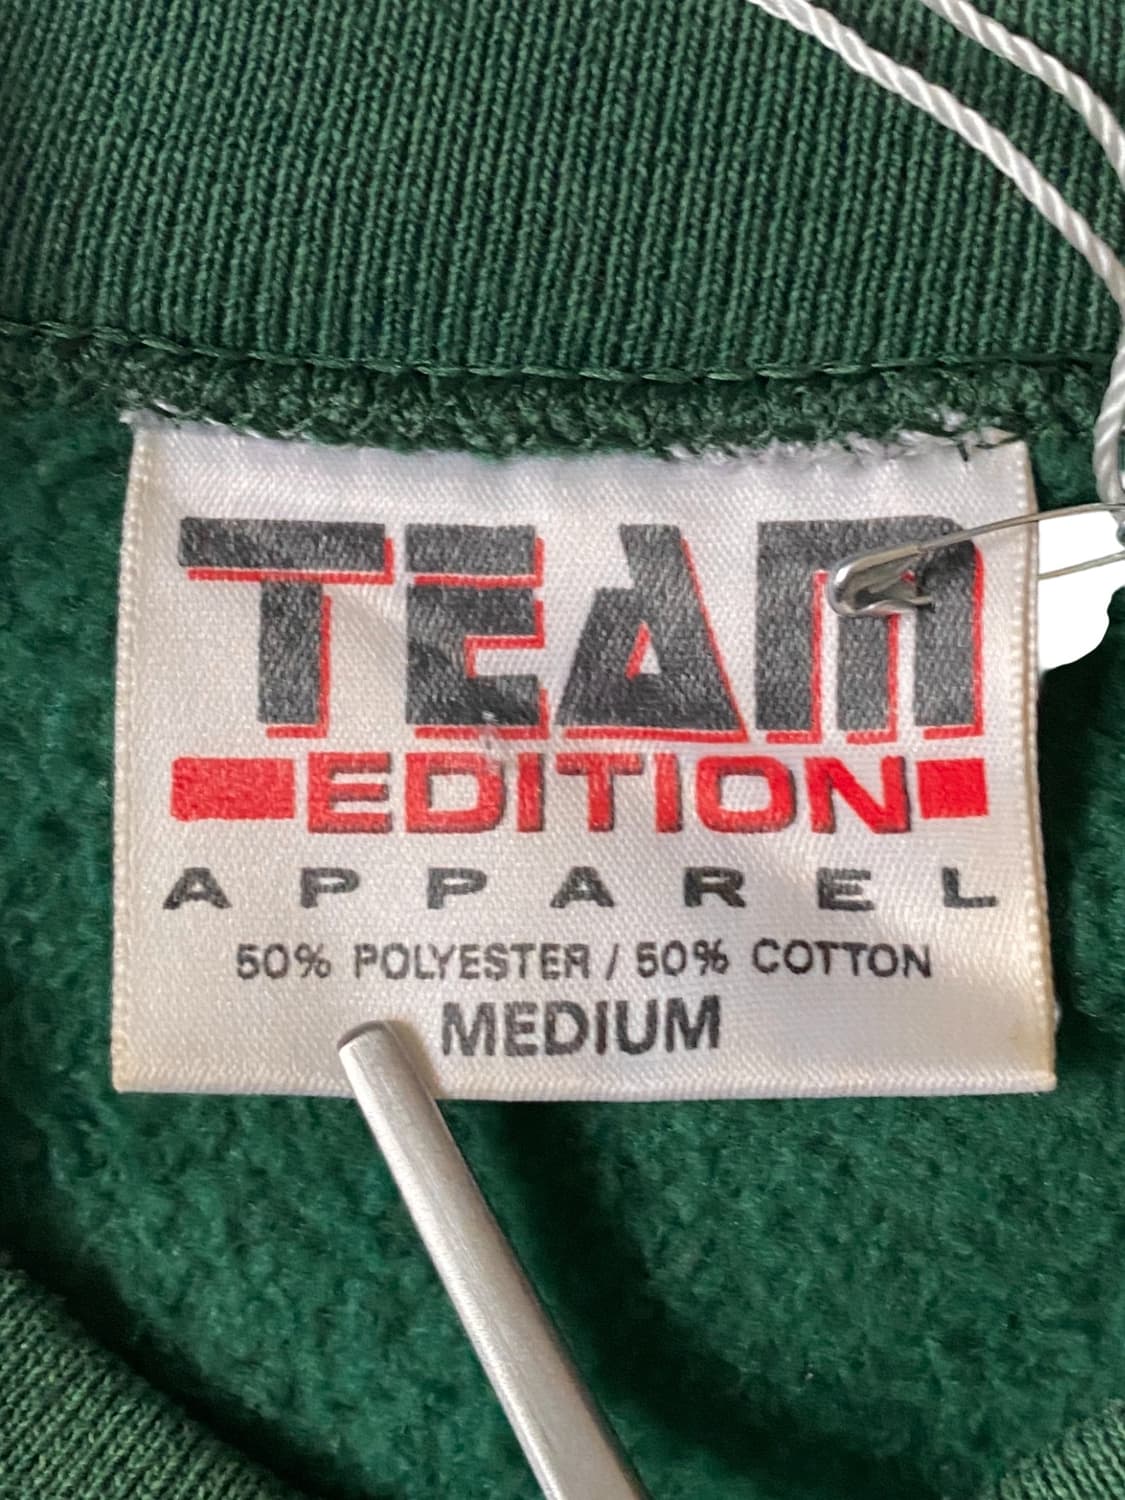 TEAM
EDITION
APPAREL
50% POLYESTER / 50% COTTON
MEDIUM